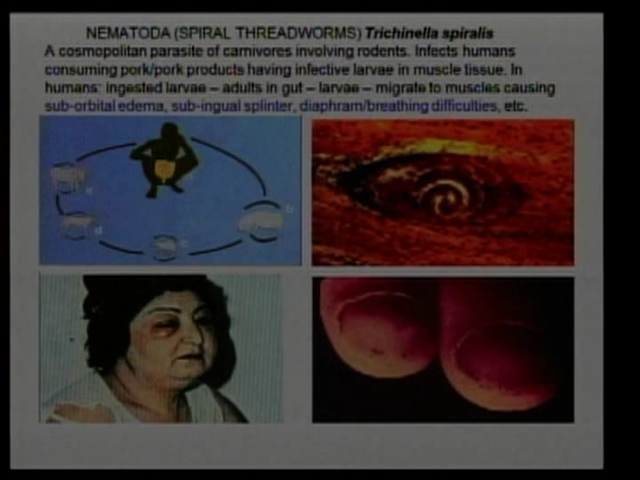 NEMATODA (SPIRAL THREADWORMS) Trichinella spiralis
A cosmopolitan parasite of carnivores involving rodents. Infects humans
consuming pork/pork products having infective larvae in muscle tissue. In
humans: ingested larvae – adults in gut – larvae – migrate to muscles causing
sub-orbital edema, sub-ingual splinter, diaphram/breathing difficulties, etc.
d